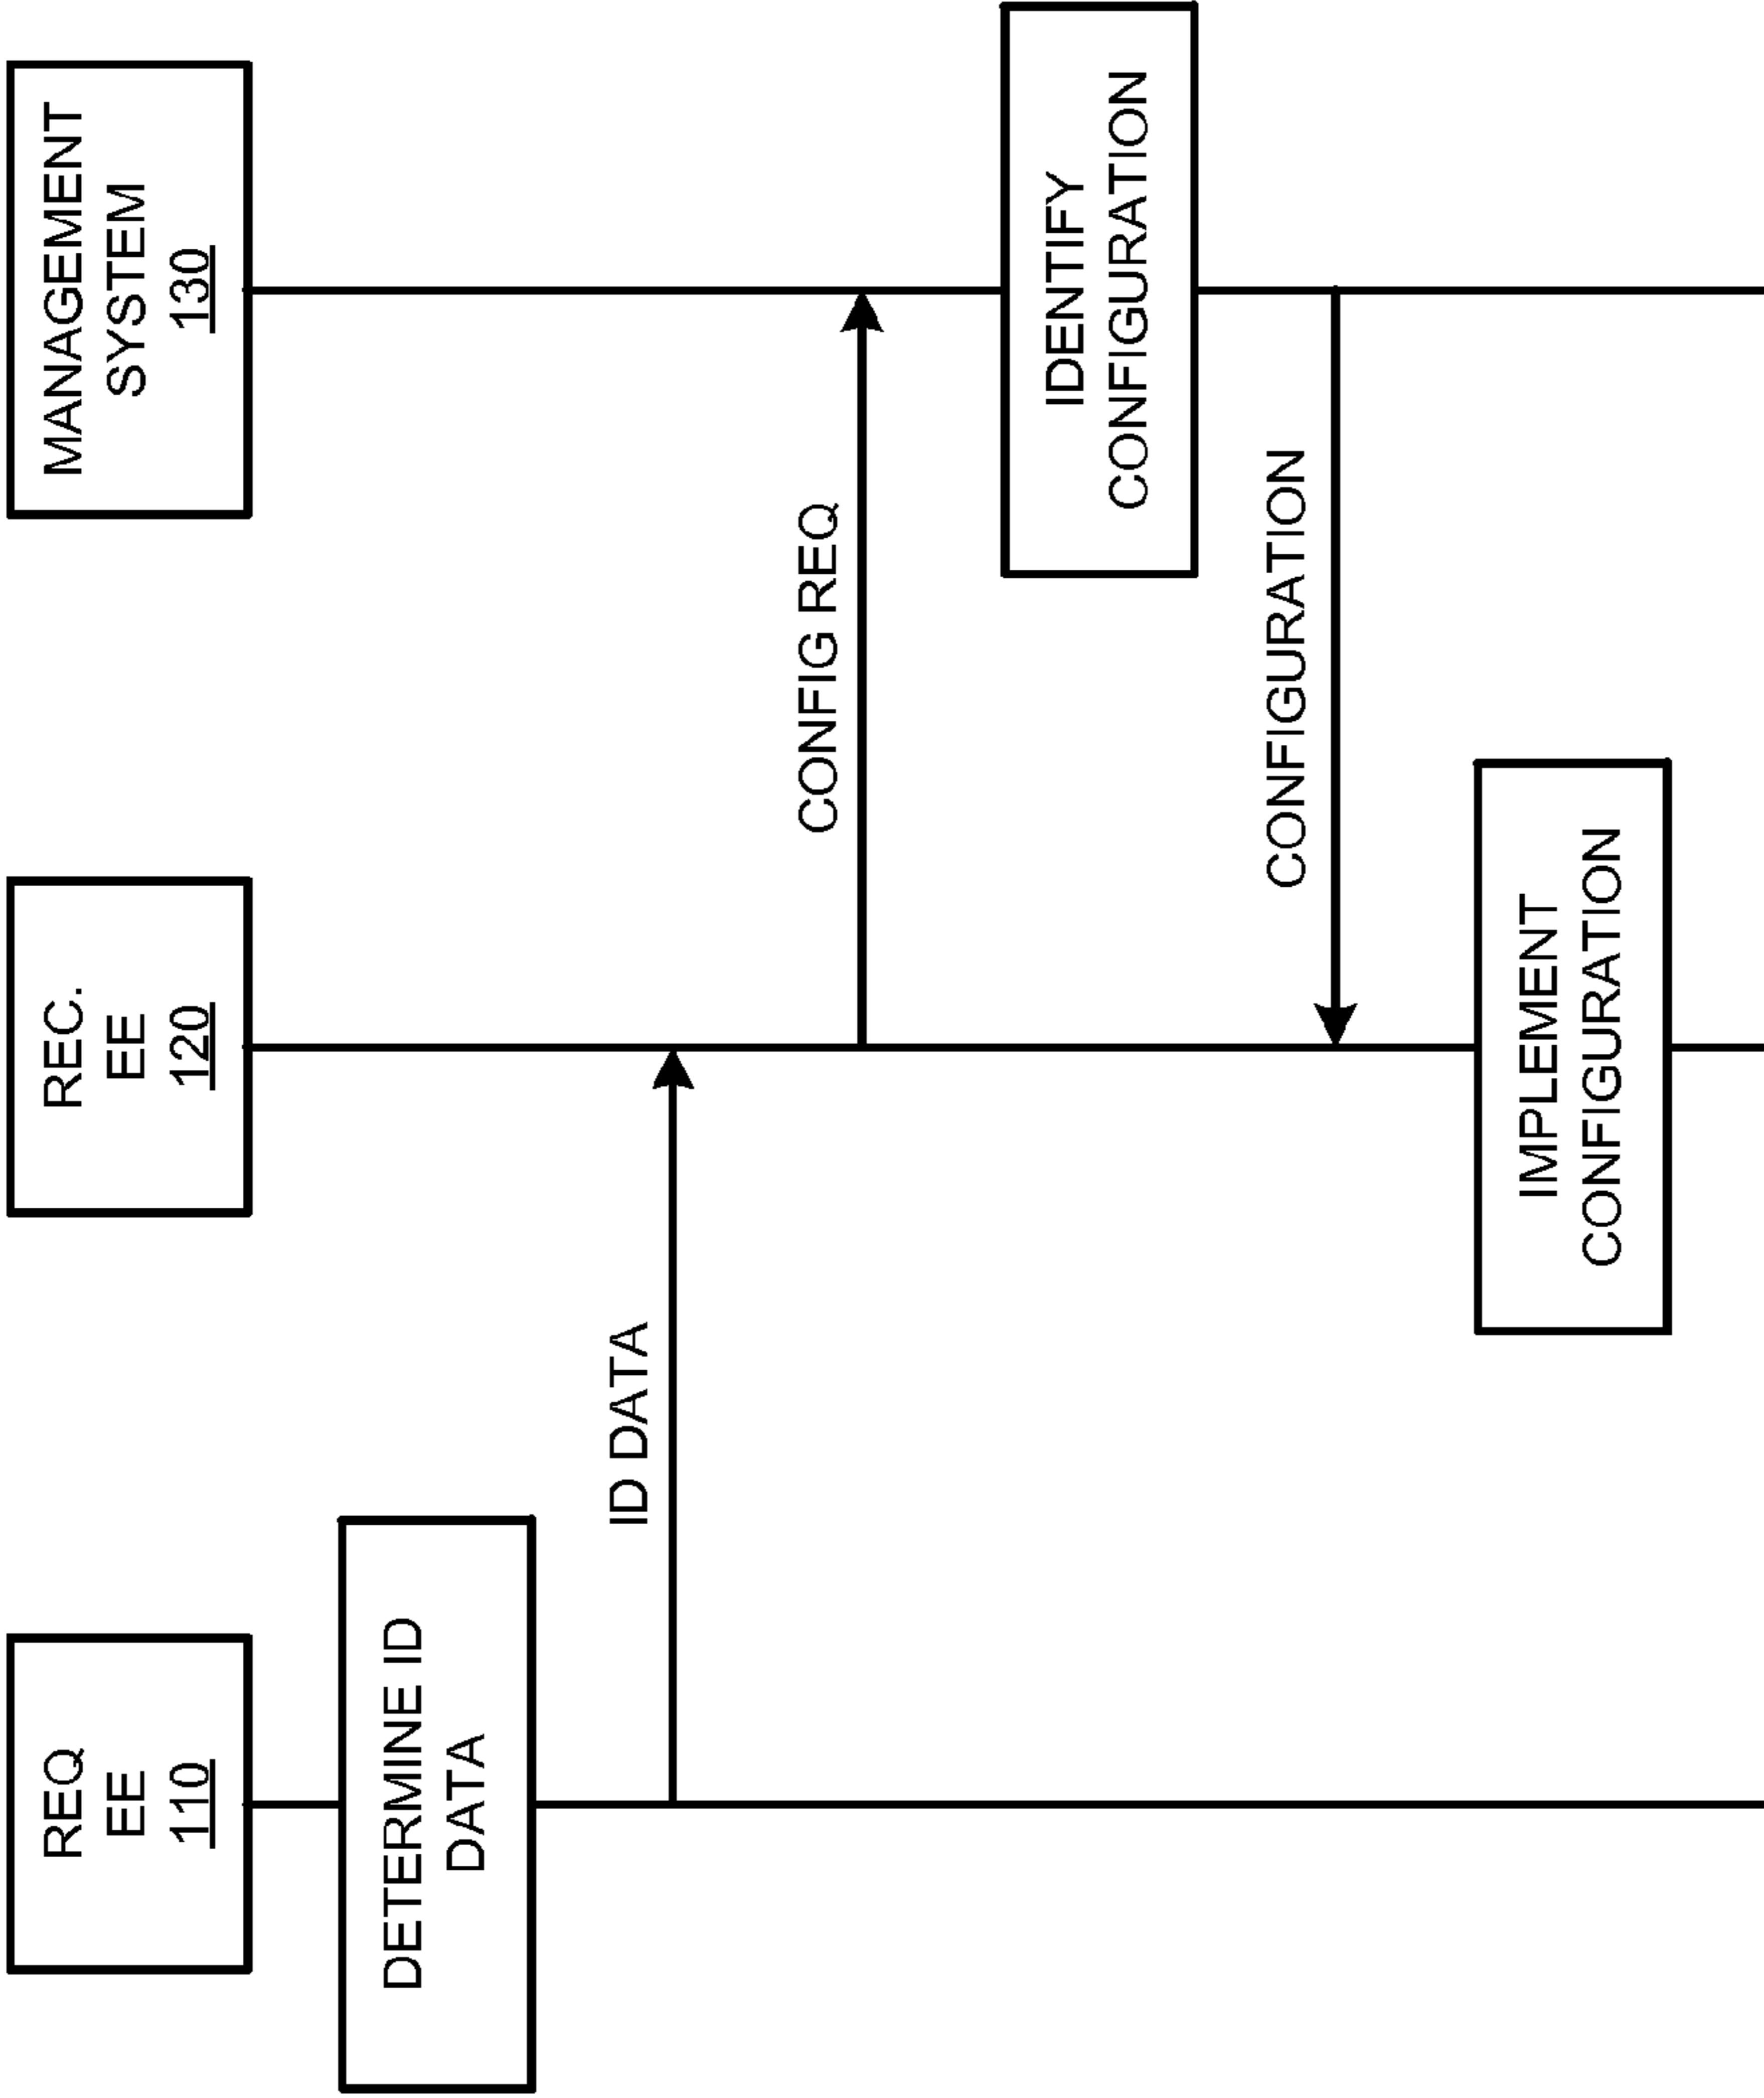 REQ
EE
110
REC.
EE
120
MANAGEMENT
SYSTEM
130
DETERMINE ID
DATA
ID DATA
CONFIG REQ
IDENTIFY
CONFIGURATION
CONFIGURATION
IMPLEMENT
CONFIGURATION